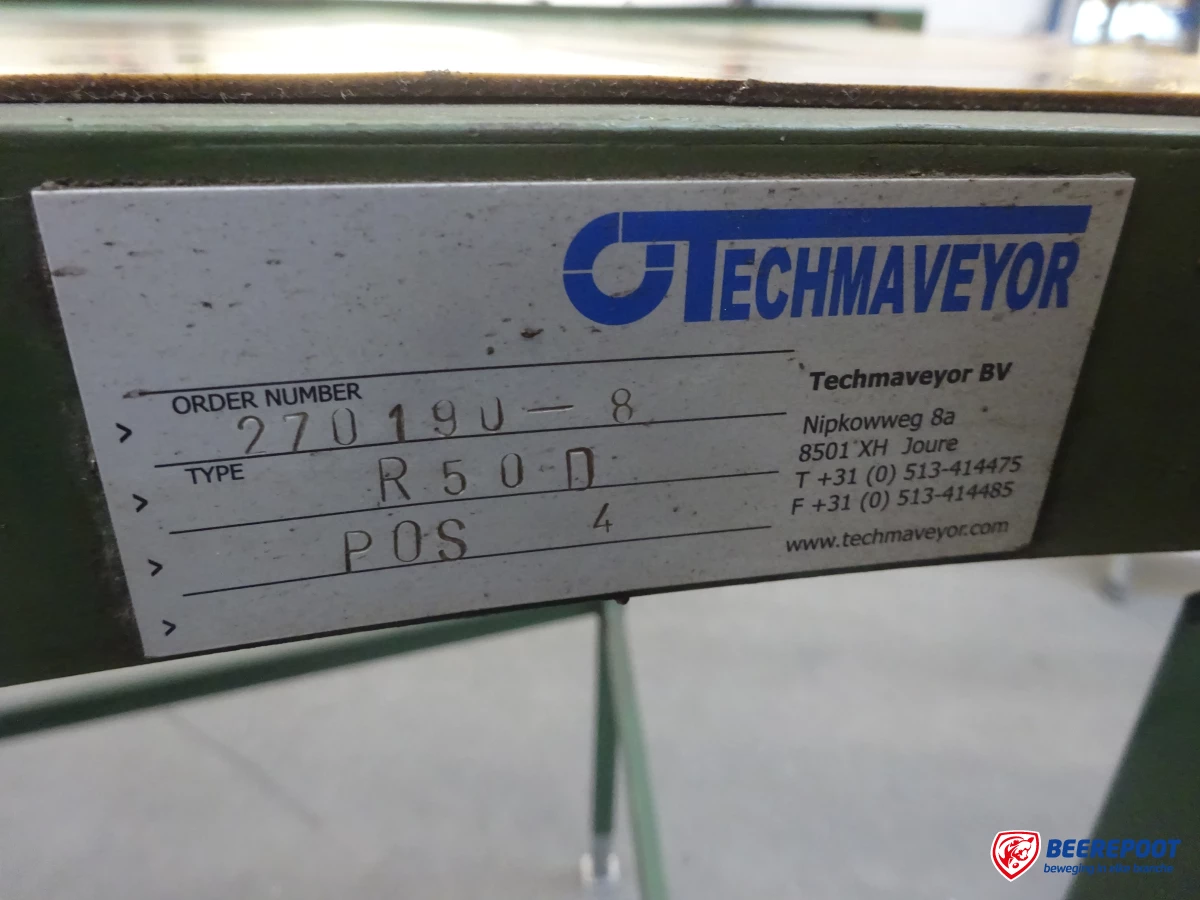 TECHMAVEYOR
ORDER NUMBER
270190-8
TYPE
R50D
POS 4
>
>
>
>
Techmaveyor BV
Nipkowweg 8a
8501 XH Joure
T +31 (0) 513-414475
F +31 (0) 513-414485
www.techmaveyor.com
BEEREPOOT
beweging in elke branche